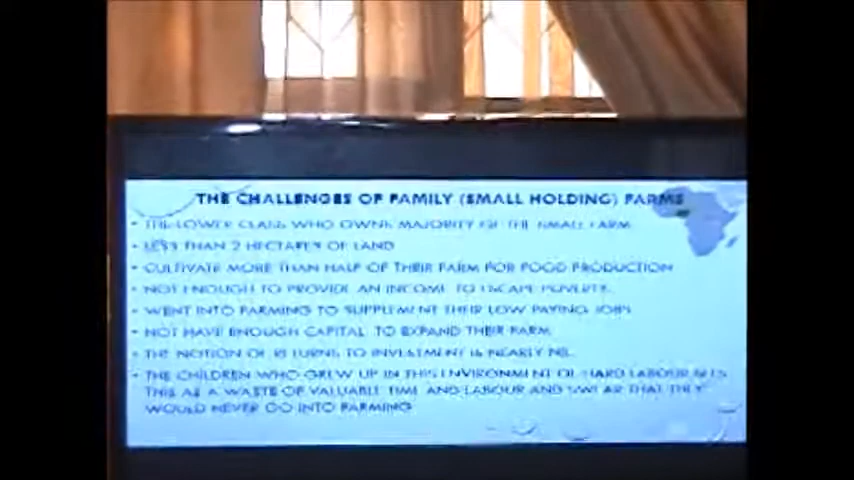 THE CHALLENGES OF FAMILY (SMALL HOLDING) FARMS
• THE LOWER CLASS WHO OWNS MAJORITY OF THE SMALL FARM
• LESS THAN 2 HECTARES OF LAND
• CULTIVATE MORE THAN HALF OF THEIR FARM FOR FOOD PRODUCTION
• NOT ENOUGH TO PROVIDE AN INCOME TO ESCAPE POVERTY.
• WENT INTO FARMING TO SUPPLEMENT THEIR LOW PAYING JOBS
• NOT HAVE ENOUGH CAPITAL TO EXPAND THEIR FARM
• THE NOTION OF RETURNS TO INVESTMENT IS NEARLY NIL.
• THE CHILDREN WHO GREW UP IN THIS ENVIRONMENT OF HARD LABOUR
THIS AS A WASTE OF VALUABLE TIME AND LABOUR AND SWEAR THAT THEY
WOULD NEVER GO INTO FARMING